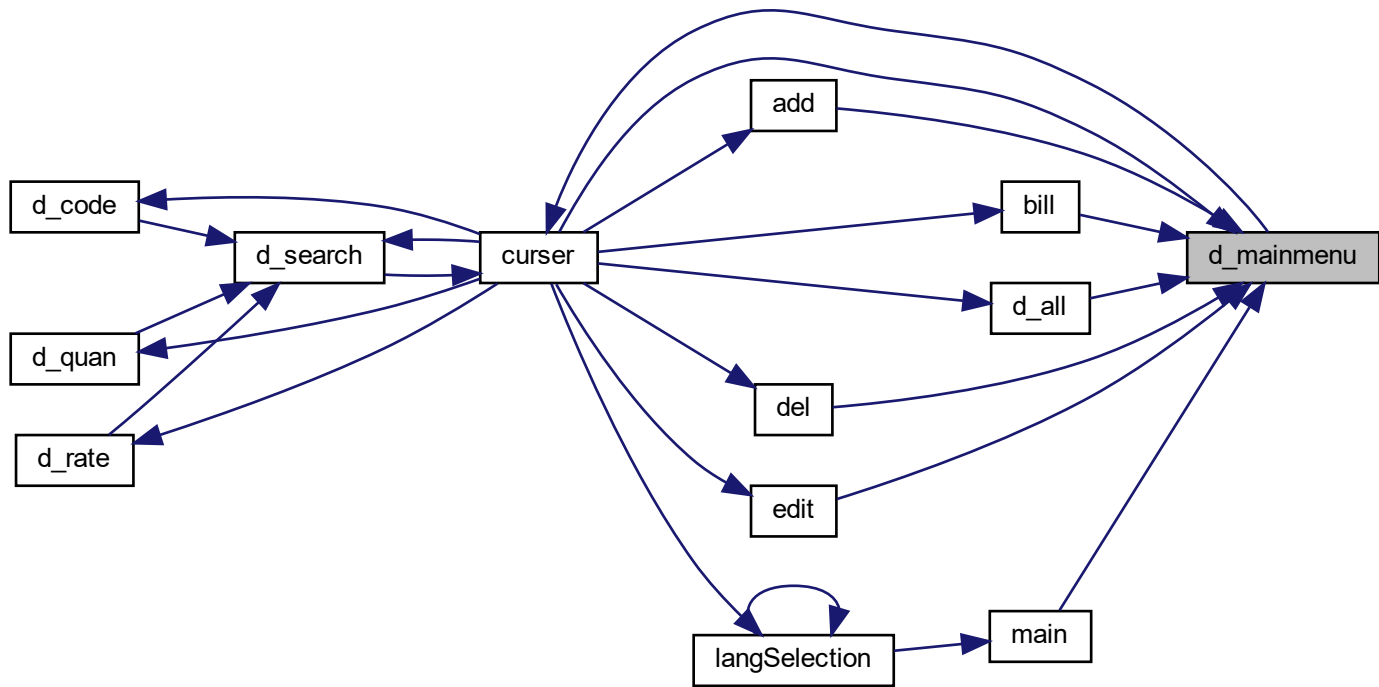 add
d_code
bill
d_search
curser
d_mainmenu
d_all
d_quan
del
d_rate
edit
main
langSelection